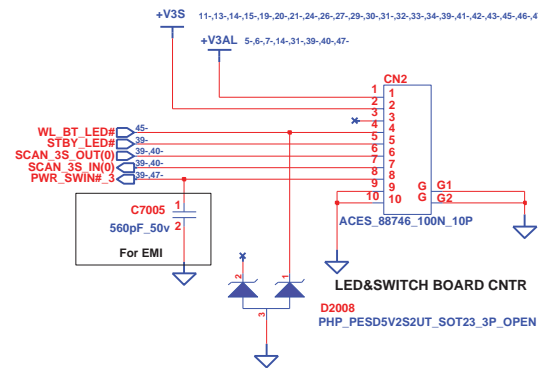 +V3S 11-,13-,14-,15-,19-,20-,21-,24-,26-,27-,29-,30-,31-,32-,33-,34-,39-,41-,42-,43-,45-,46-,4
+V3AL 5-,6-,7-,14-,31-,39-,40-,47-
CN2
1 1
2 2
3 3
4 4
5 5
6 6
7 7
8 8
9 9 G G1
10 10 G G2
WL_BT_LED# 45-
STBY_LED# 39-
SCAN_3S_OUT(0) 39-,40-
SCAN_3S_IN(0) 39-,40-
PWR_SWIN#_3 39-,47-
ACES_88746_100N_10P
1 C7005
560pF_50v
2
For EMI
LED&SWITCH BOARD CNTR
2 1
3
D2008
PHP_PESD5V2S2UT_SOT23_3P_OPEN